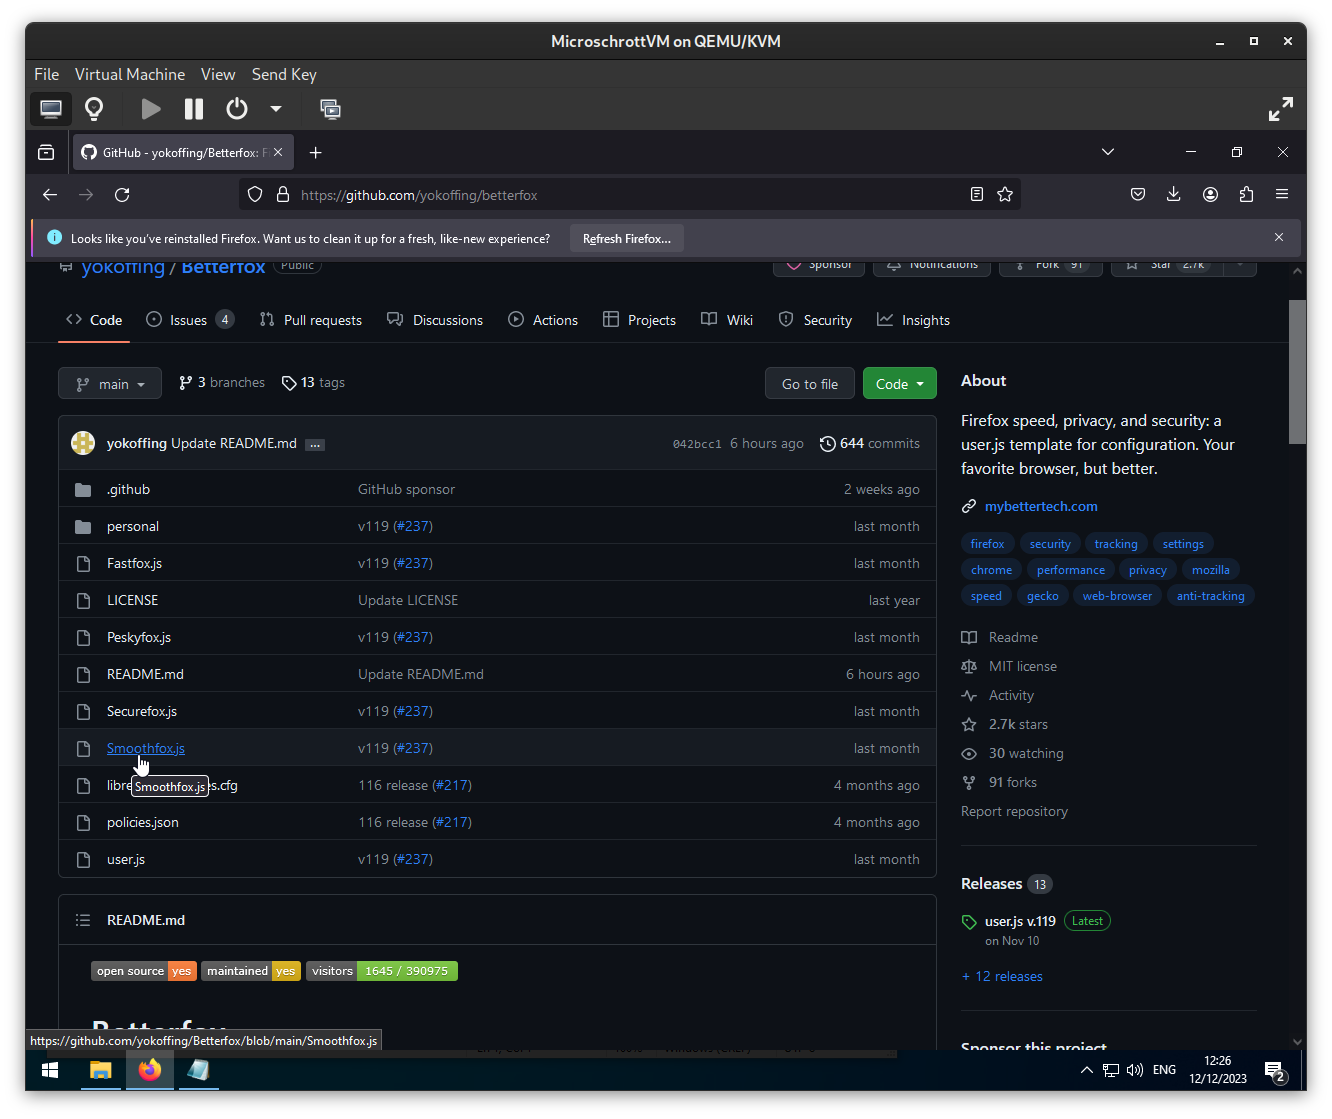 MicroschrottVM on QEMU/KVM
File Virtual Machine View Send Key
GitHub - yokoffing/Betterfox: F
https://github.com/yokoffing/betterfox
Looks like you've reinstalled Firefox. Want us to clean it up for a fresh, like-new experience? Refresh Firefox...
yokoffing / Betterfox Public Sponsor Notifications Fork 91 Star 2.7k
Code Issues 4 Pull requests Discussions Actions Projects Wiki Security Insights
main 3 branches 13 tags Go to file Code
yokoffing Update README.md ... 042bcc1 6 hours ago 644 commits
.github GitHub sponsor 2 weeks ago
personal v119 (#237) last month
Fastfox.js v119 (#237) last month
LICENSE Update LICENSE last year
Peskyfox.js v119 (#237) last month
README.md Update README.md 6 hours ago
Securefox.js v119 (#237) last month
Smoothfox.js v119 (#237) last month
Smoothfox.js
libre es.cfg 116 release (#217) 4 months ago
policies.json 116 release (#217) 4 months ago
user.js v119 (#237) last month
README.md
open source yes maintained yes visitors 1645 / 390975
Betterfox
About
Firefox speed, privacy, and security: a
user.js template for configuration. Your
favorite browser, but better.
mybettertech.com
firefox security tracking settings
chrome performance privacy mozilla
speed gecko web-browser anti-tracking
Readme
MIT license
Activity
2.7k stars
30 watching
91 forks
Report repository
Releases 13
user.js v.119 Latest
on Nov 10
+ 12 releases
Sponsor this project
https://github.com/yokoffing/Betterfox/blob/main/Smoothfox.js
ENG
12:26
12/12/2023
2